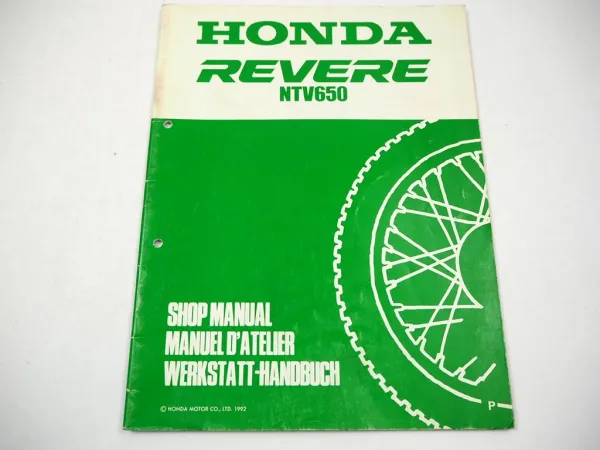 HONDA
REVERE
NTV650
SHOP MANUAL
MANUEL D'ATELIER
WERKSTATT-HANDBUCH
© HONDA MOTOR CO., LTD. 1992
P